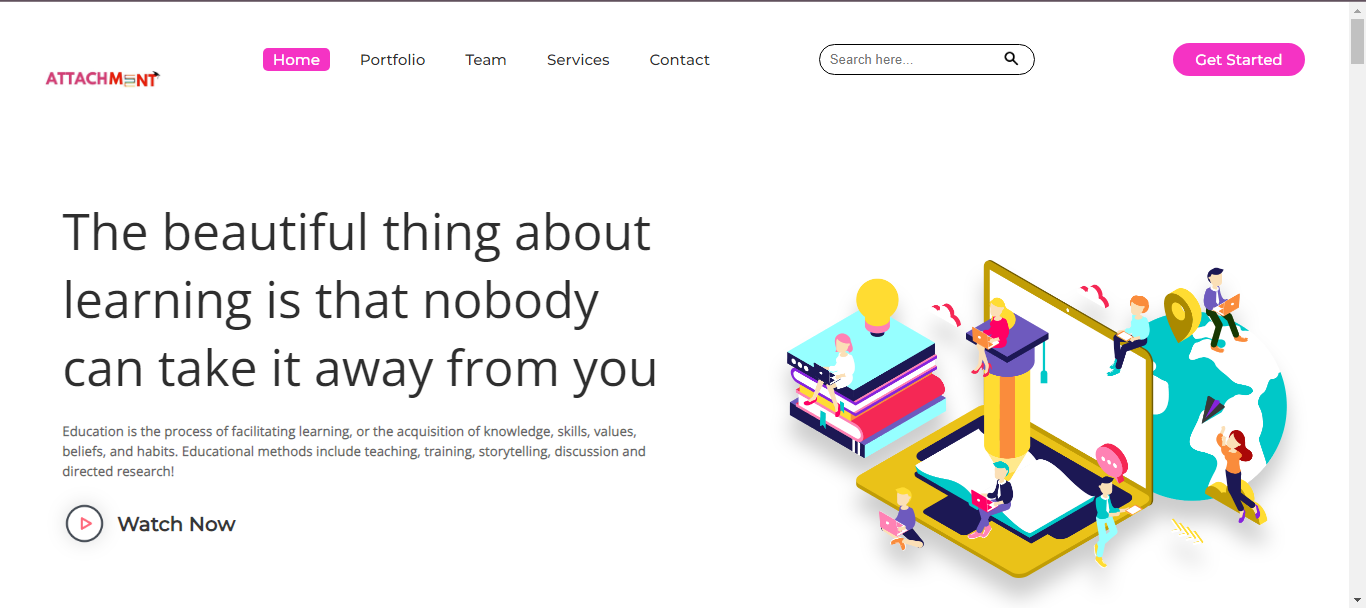 ATTACHMENT
Home Portfolio Team Services Contact
Search here...
Get Started
The beautiful thing about
learning is that nobody
can take it away from you
Education is the process of facilitating learning, or the acquisition of knowledge, skills, values,
beliefs, and habits. Educational methods include teaching, training, storytelling, discussion and
directed research!
Watch Now